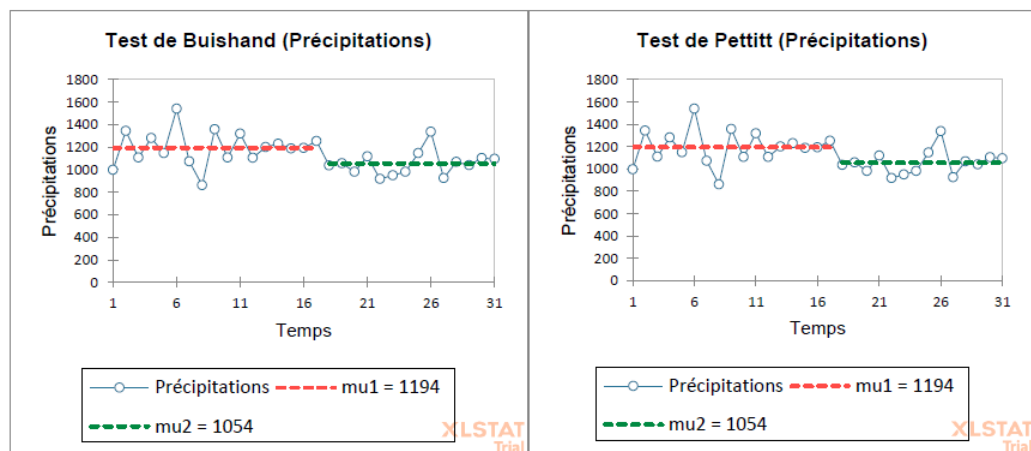 Test de Buishand (Précipitations)
1800
1600
1400
1200
1000
800
600
400
200
0
Précipitations
1 6 11 16 21 26 31
Temps
Précipitations mu1 = 1194
mu2 = 1054
XLSTAT
Trial
Test de Pettitt (Précipitations)
1800
1600
1400
1200
1000
800
600
400
200
0
Précipitations
1 6 11 16 21 26 31
Temps
Précipitations mu1 = 1194
mu2 = 1054
XLSTAT
Trial